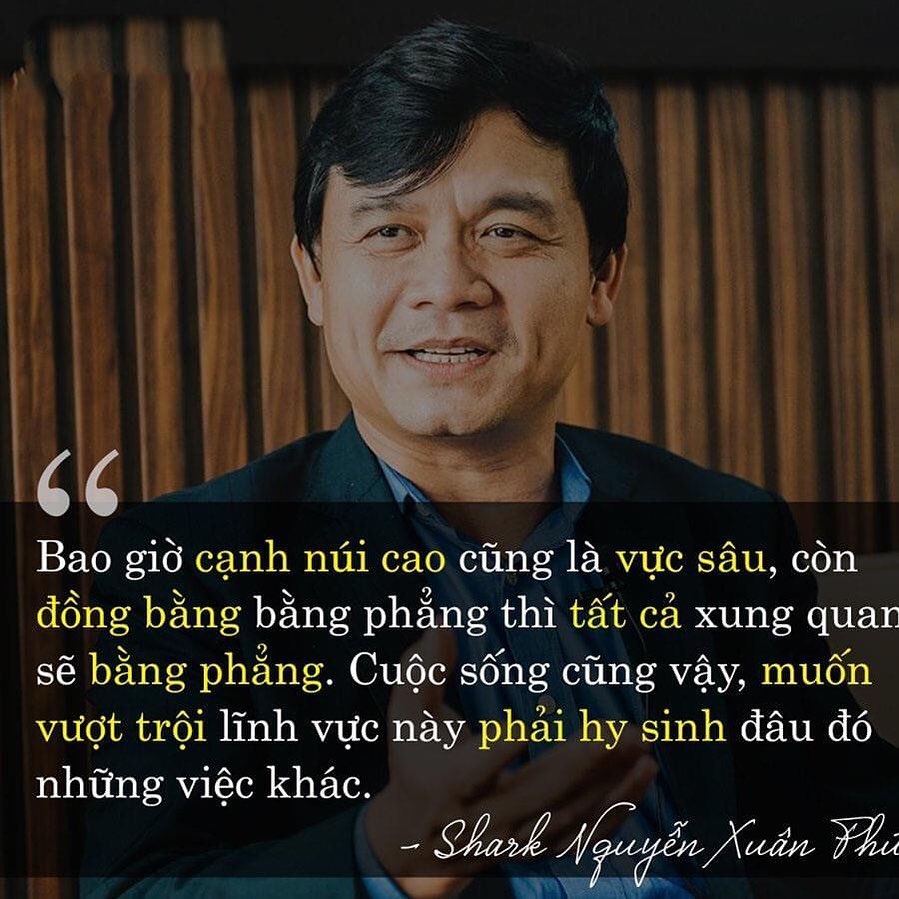 “
Bao giờ cạnh núi cao cũng là vực sâu, còn
đồng bằng bằng phẳng thì tất cả xung quan
sẽ bằng phẳng. Cuộc sống cũng vậy, muốn
vượt trội lĩnh vực này phải hy sinh đâu đó
những việc khác.
- Shark Nguyễn Xuân Phú